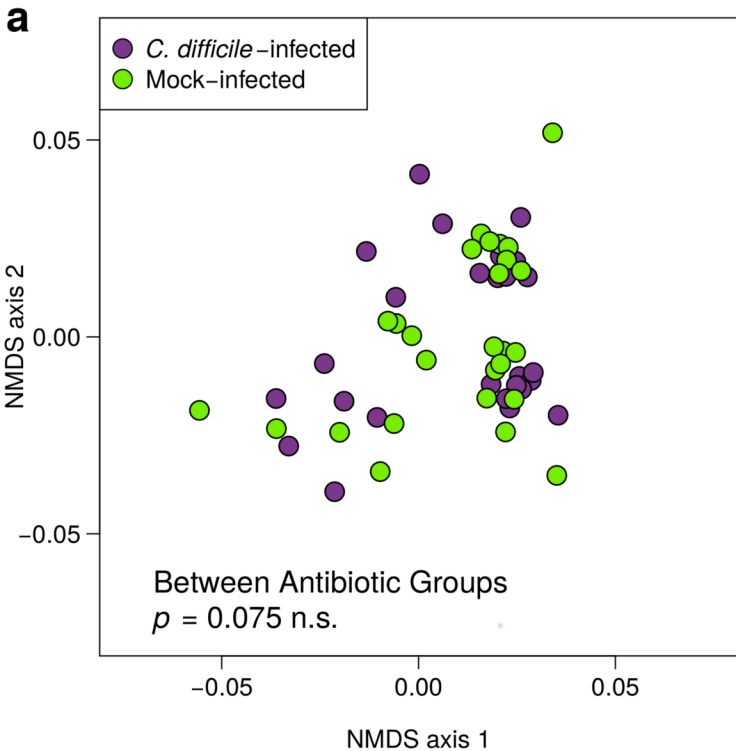 a
C. difficile−infected
Mock−infected
0.05
0.00
−0.05
NMDS axis 2
Between Antibiotic Groups
p = 0.075 n.s.
−0.05
0.00
0.05
NMDS axis 1